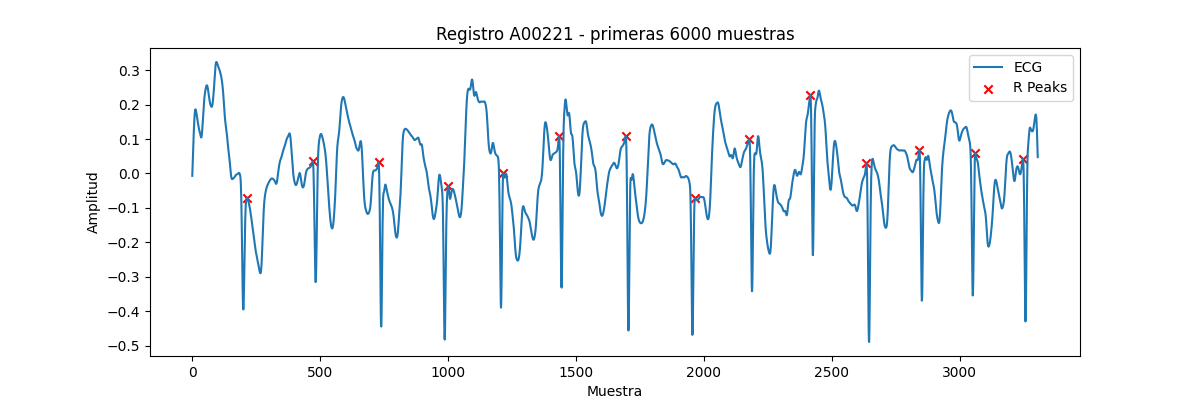 Registro A00221 - primeras 6000 muestras
ECG
R Peaks
Amplitud
0.3
0.2
0.1
0.0
−0.1
−0.2
−0.3
−0.4
−0.5
0 500 1000 1500 2000 2500 3000
Muestra